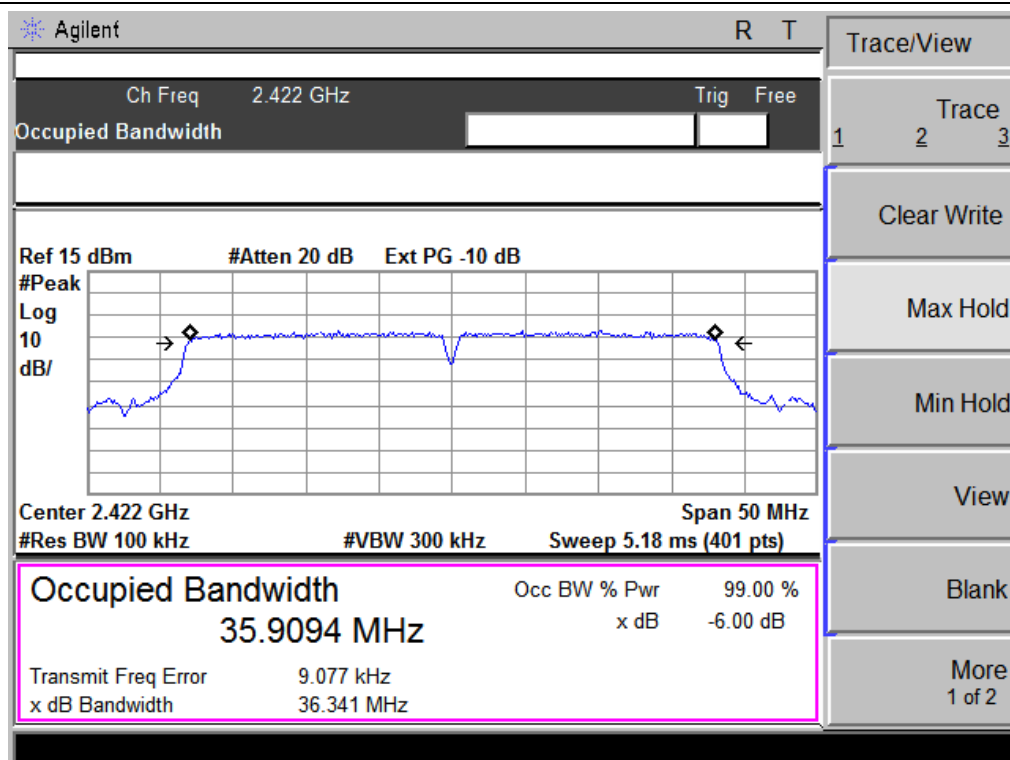 Agilent
R T
Trace/View
Ch Freq 2.422 GHz Trig Free
Occupied Bandwidth
Trace
1 2 3
Clear Write
Ref 15 dBm #Atten 20 dB Ext PG -10 dB
#Peak
Log
10
dB/
Max Hold
Min Hold
Center 2.422 GHz Span 50 MHz
#Res BW 100 kHz #VBW 300 kHz Sweep 5.18 ms (401 pts)
View
Occupied Bandwidth
35.9094 MHz
Occ BW % Pwr 99.00 %
x dB -6.00 dB
Transmit Freq Error 9.077 kHz
x dB Bandwidth 36.341 MHz
Blank
More
1 of 2